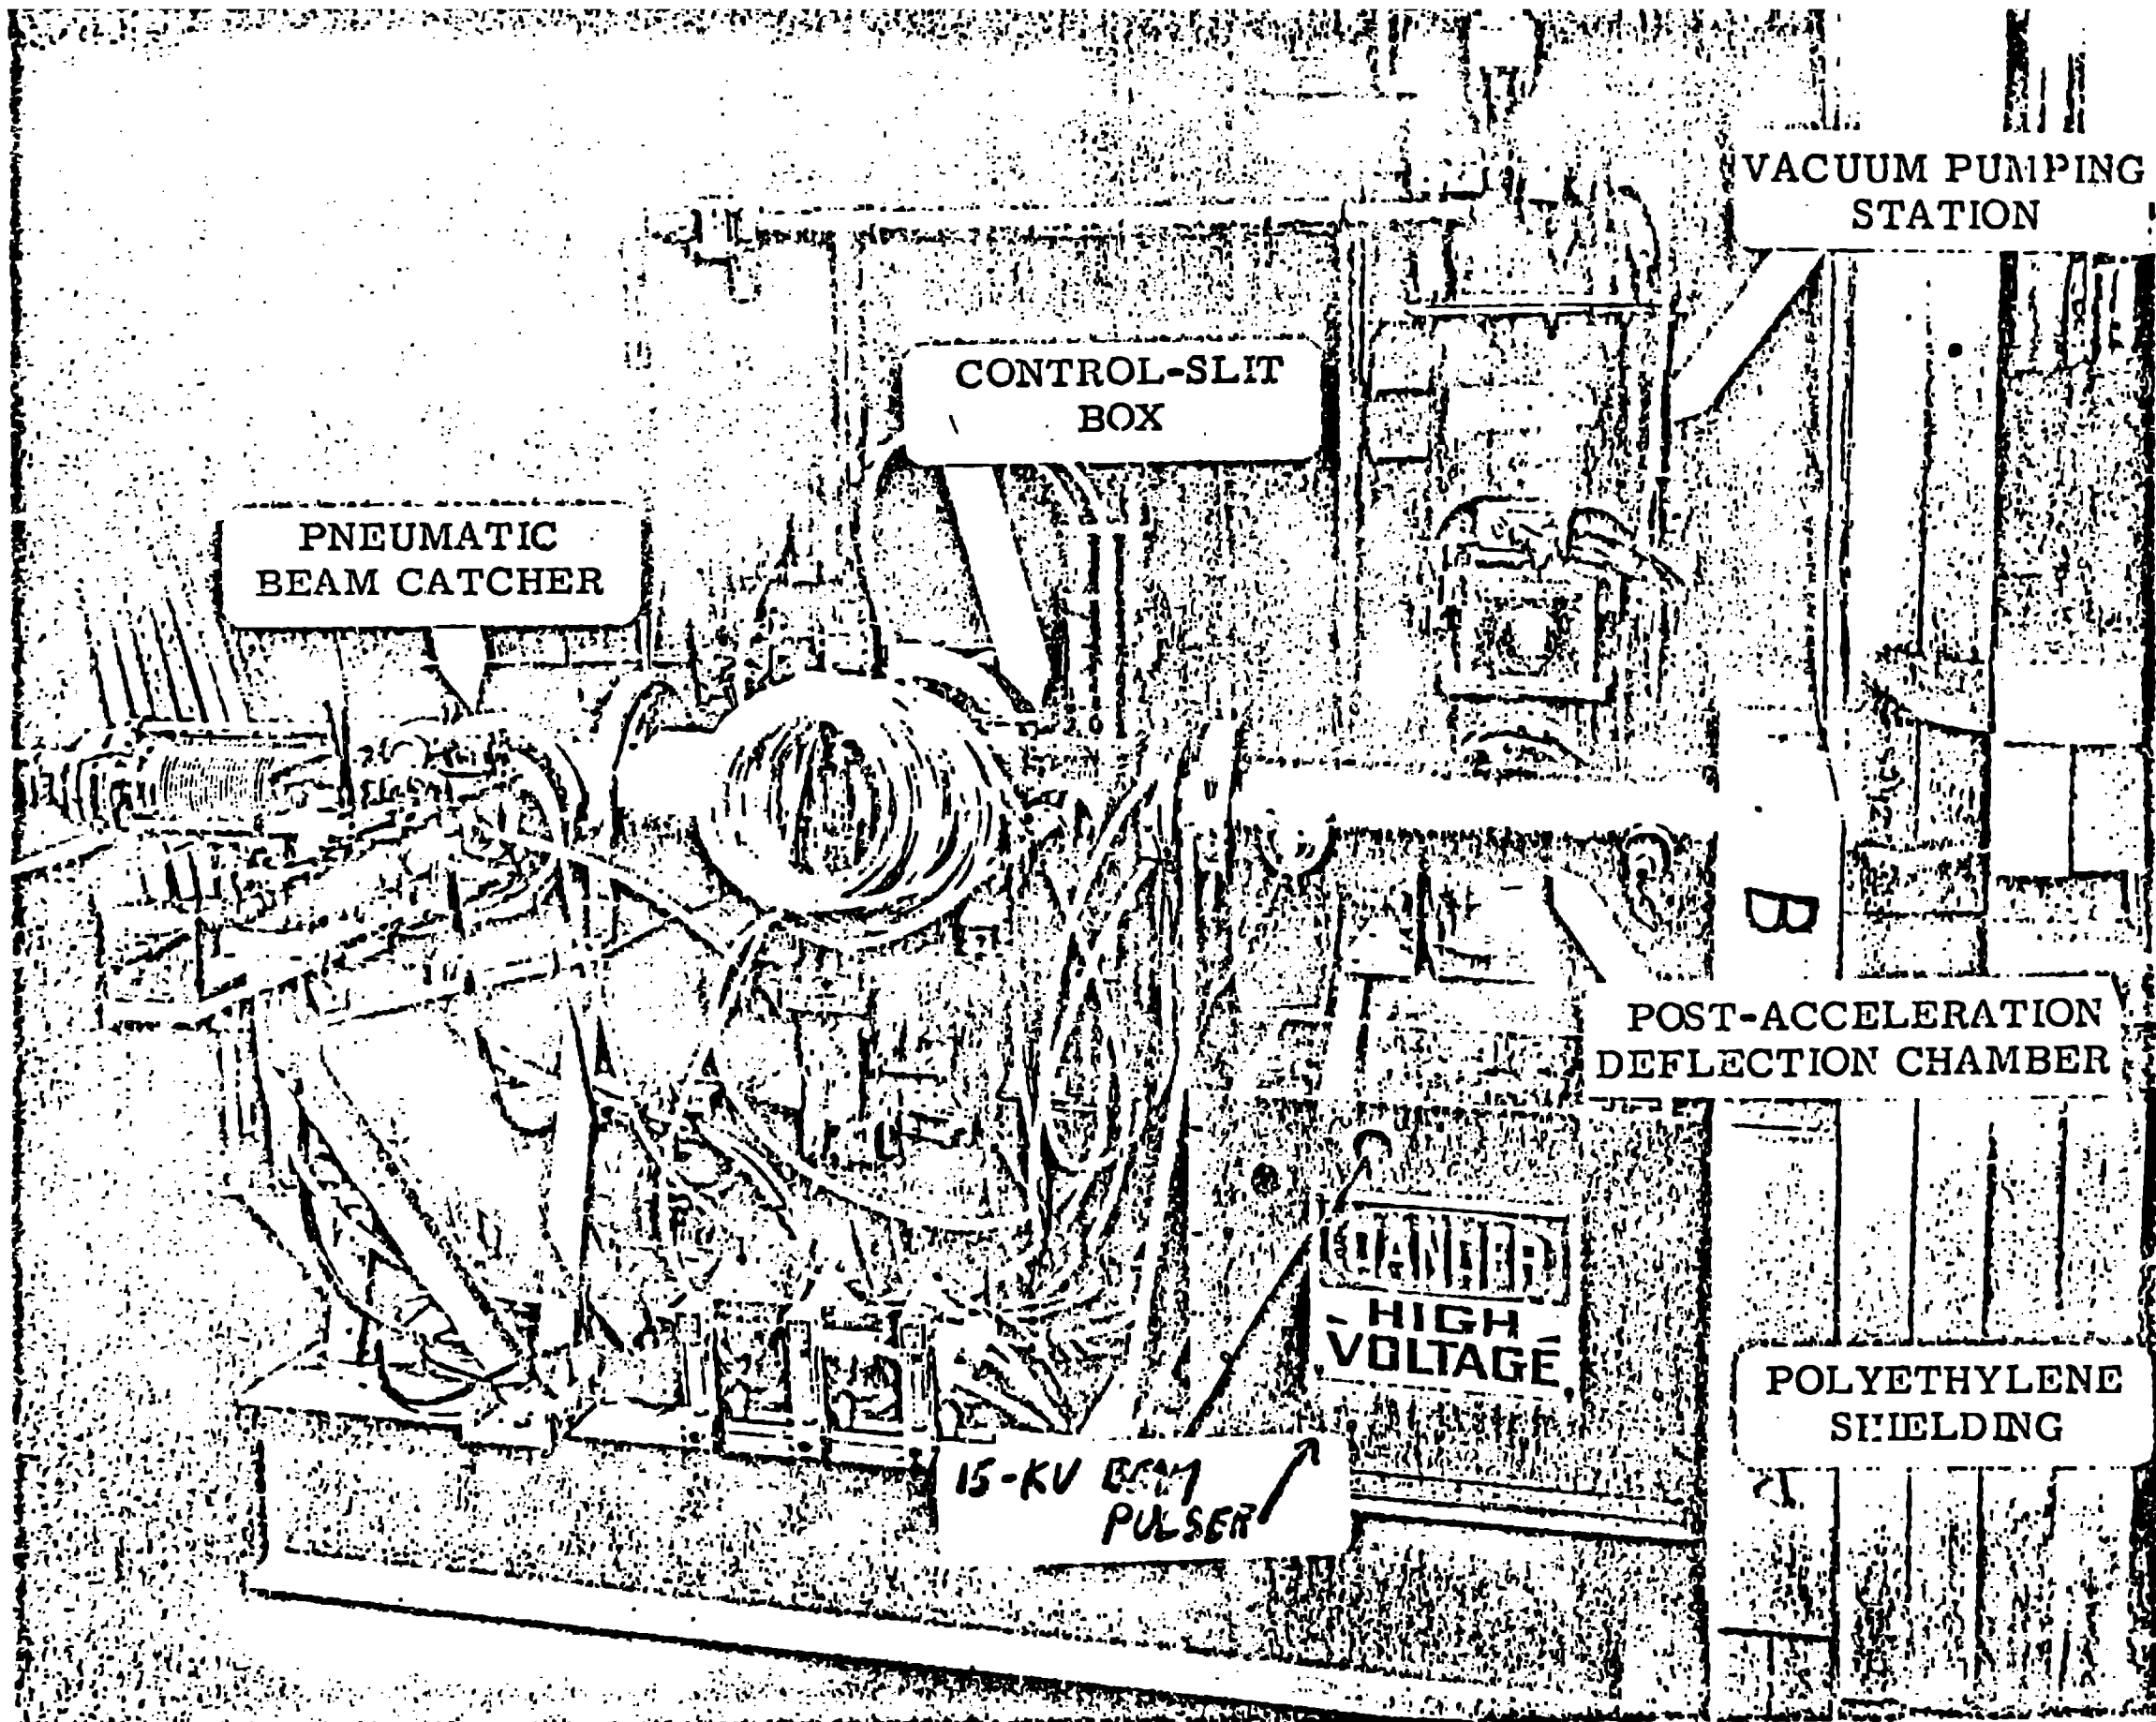 VACUUM PUMPING
STATION
CONTROL-SLIT
BOX
PNEUMATIC
BEAM CATCHER
B
POST-ACCELERATION
DEFLECTION CHAMBER
DANGER
HIGH
VOLTAGE
POLYETHYLENE
SHIELDING
15-KV BEAM
PULSER